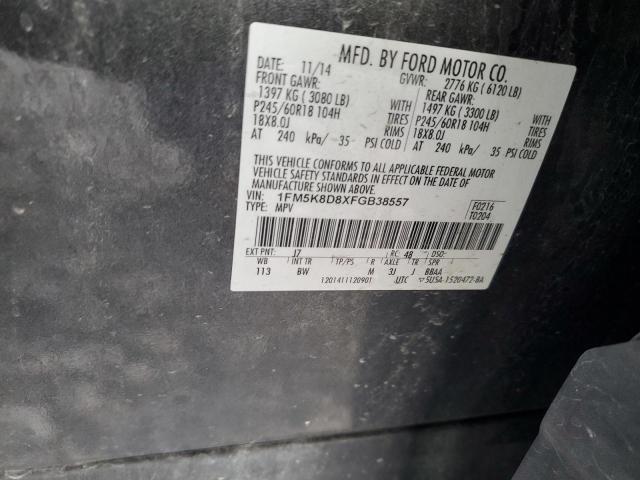 MFD. BY FORD MOTOR CO.
DATE: 11/14 GVWR: 2776 KG ( 6120 LB)
FRONT GAWR: REAR GAWR:
1397 KG ( 3080 LB) WITH 1497 KG ( 3300 LB) WITH
P245/60R18 104H TIRES P245/60R18 104H TIRES
18X8.0J RIMS 18X8.0J RIMS
AT 240 kPa/ 35 PSI COLD AT 240 kPa/ 35 PSI COLD
THIS VEHICLE CONFORMS TO ALL APPLICABLE FEDERAL MOTOR
VEHICLE SAFETY STANDARDS IN EFFECT ON THE DATE OF
MANUFACTURE SHOWN ABOVE.
VIN: 1FM5K8D8XFGB38557 F0216
TYPE: MPV T0204
EXT PNT: J7 RC: 48 DSO:
WB INT TR TP/PS R AXLE TR SPR
113 BW M 3J J BBAA
1201411120901 UTC 5U5A-1520472-BA